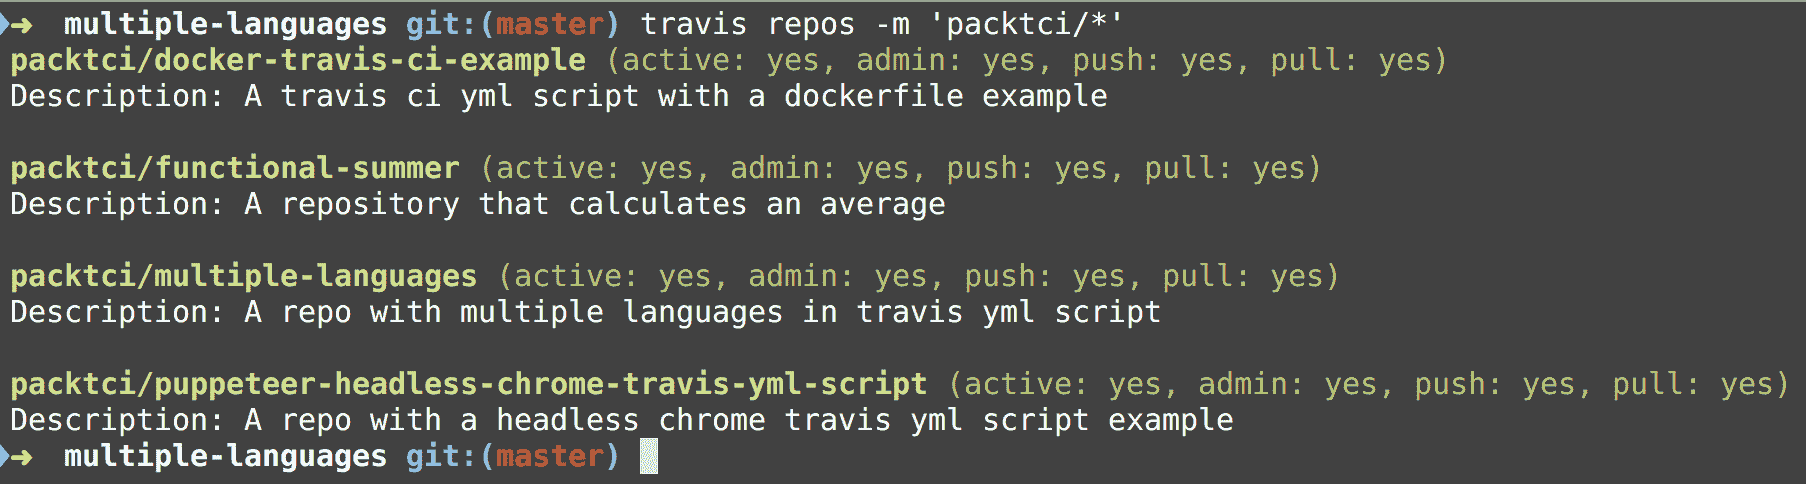 ➜  multiple-languages git:(master) travis repos -m 'packtci/*'
packtci/docker-travis-ci-example (active: yes, admin: yes, push: yes, pull: yes)
Description: A travis ci yml script with a dockerfile example
packtci/functional-summer (active: yes, admin: yes, push: yes, pull: yes)
Description: A repository that calculates an average
packtci/multiple-languages (active: yes, admin: yes, push: yes, pull: yes)
Description: A repo with multiple languages in travis yml script
packtci/puppeteer-headless-chrome-travis-yml-script (active: yes, admin: yes, push: yes, pull: yes)
Description: A repo with a headless chrome travis yml script example
➜  multiple-languages git:(master)